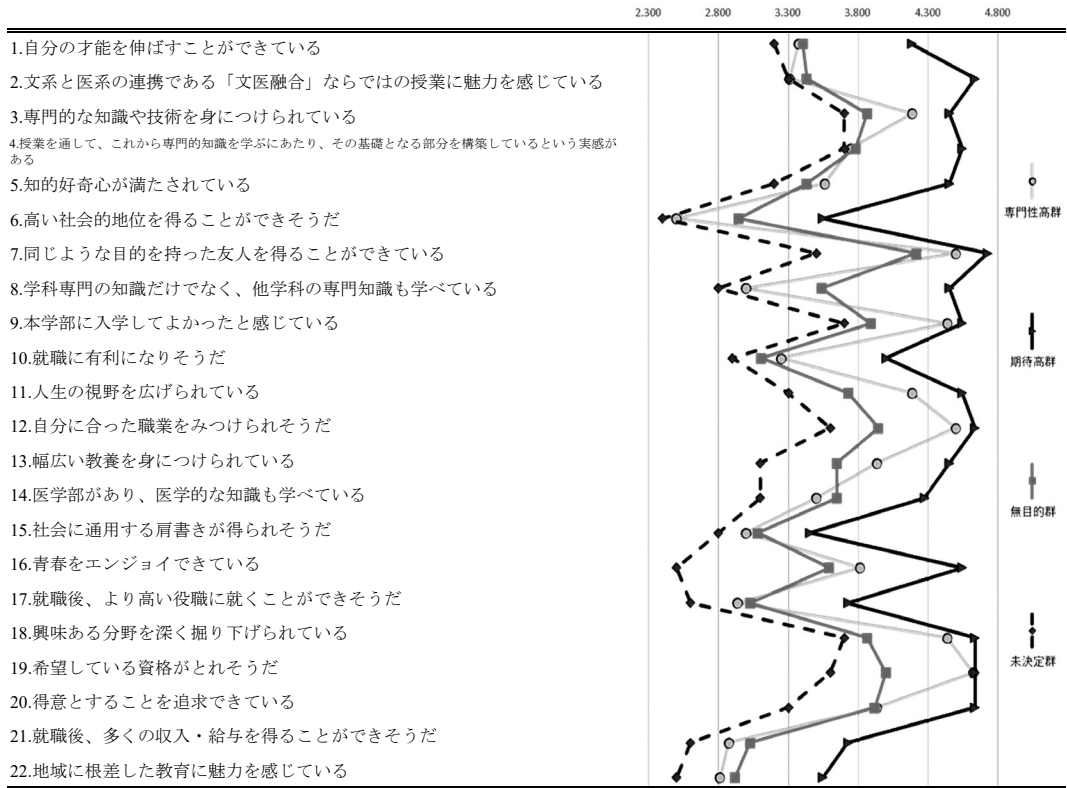 2.300 2.800 3.300 3.800 4.300 4.800
1.自分の才能を伸ばすことができている
2.文系と医系の連携である「文医融合」ならではの授業に魅力を感じている
3.専門的な知識や技術を身につけられている
4.授業を通して、これから専門的知識を学ぶにあたり、その基礎となる部分を構築しているという実感が
ある
5.知的好奇心が満たされている
6.高い社会的地位を得ることができそうだ
7.同じような目的を持った友人を得ることができている
8.学科専門の知識だけでなく、他学科の専門知識も学べている
9.本学部に入学してよかったと感じている
10.就職に有利になりそうだ
11.人生の視野を広げられている
12.自分に合った職業をみつけられそうだ
13.幅広い教養を身につけられている
14.医学部があり、医学的な知識も学べている
15.社会に通用する肩書きが得られそうだ
16.青春をエンジョイできている
17.就職後、より高い役職に就くことができそうだ
18.興味ある分野を深く掘り下げられている
19.希望している資格がとれそうだ
20.得意とすることを追求できている
21.就職後、多くの収入・給与を得ることができそうだ
22.地域に根差した教育に魅力を感じている
専門性高群
期待高群
無目的群
未決定群